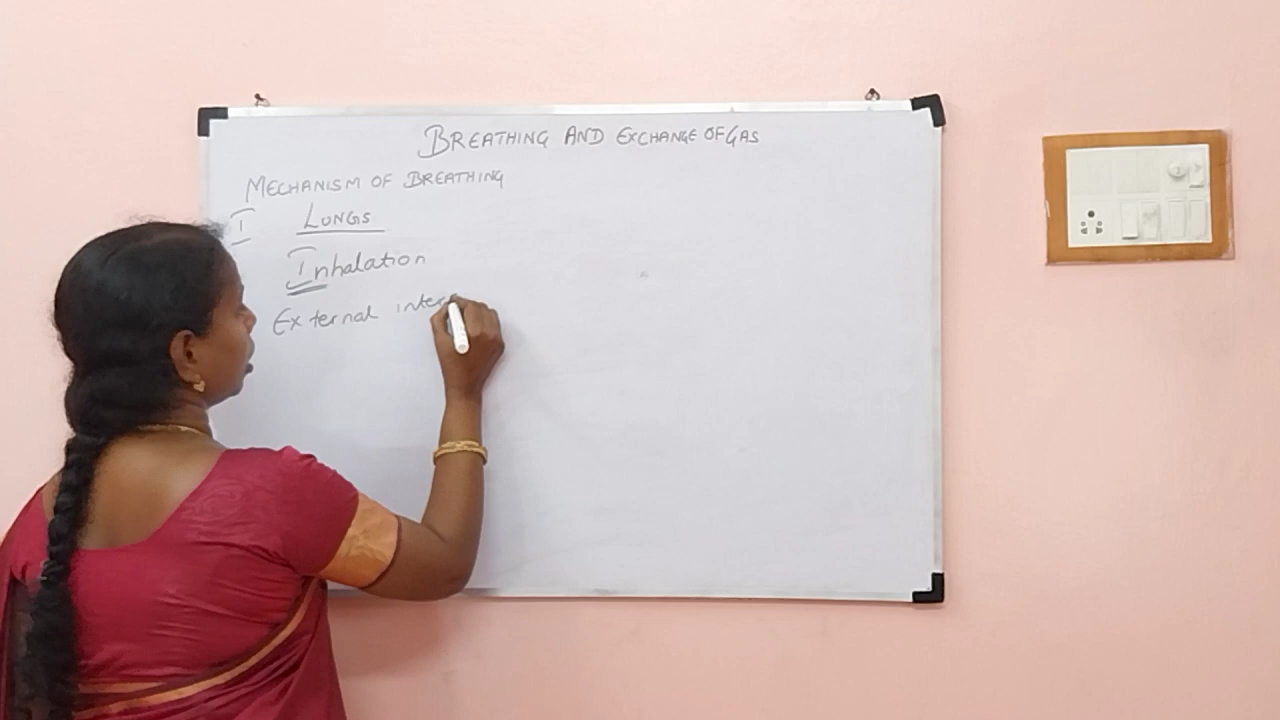 BREATHING AND EXCHANGE OF GAS
MECHANISM OF BREATHING
I LUNGS
Inhalation
External inter